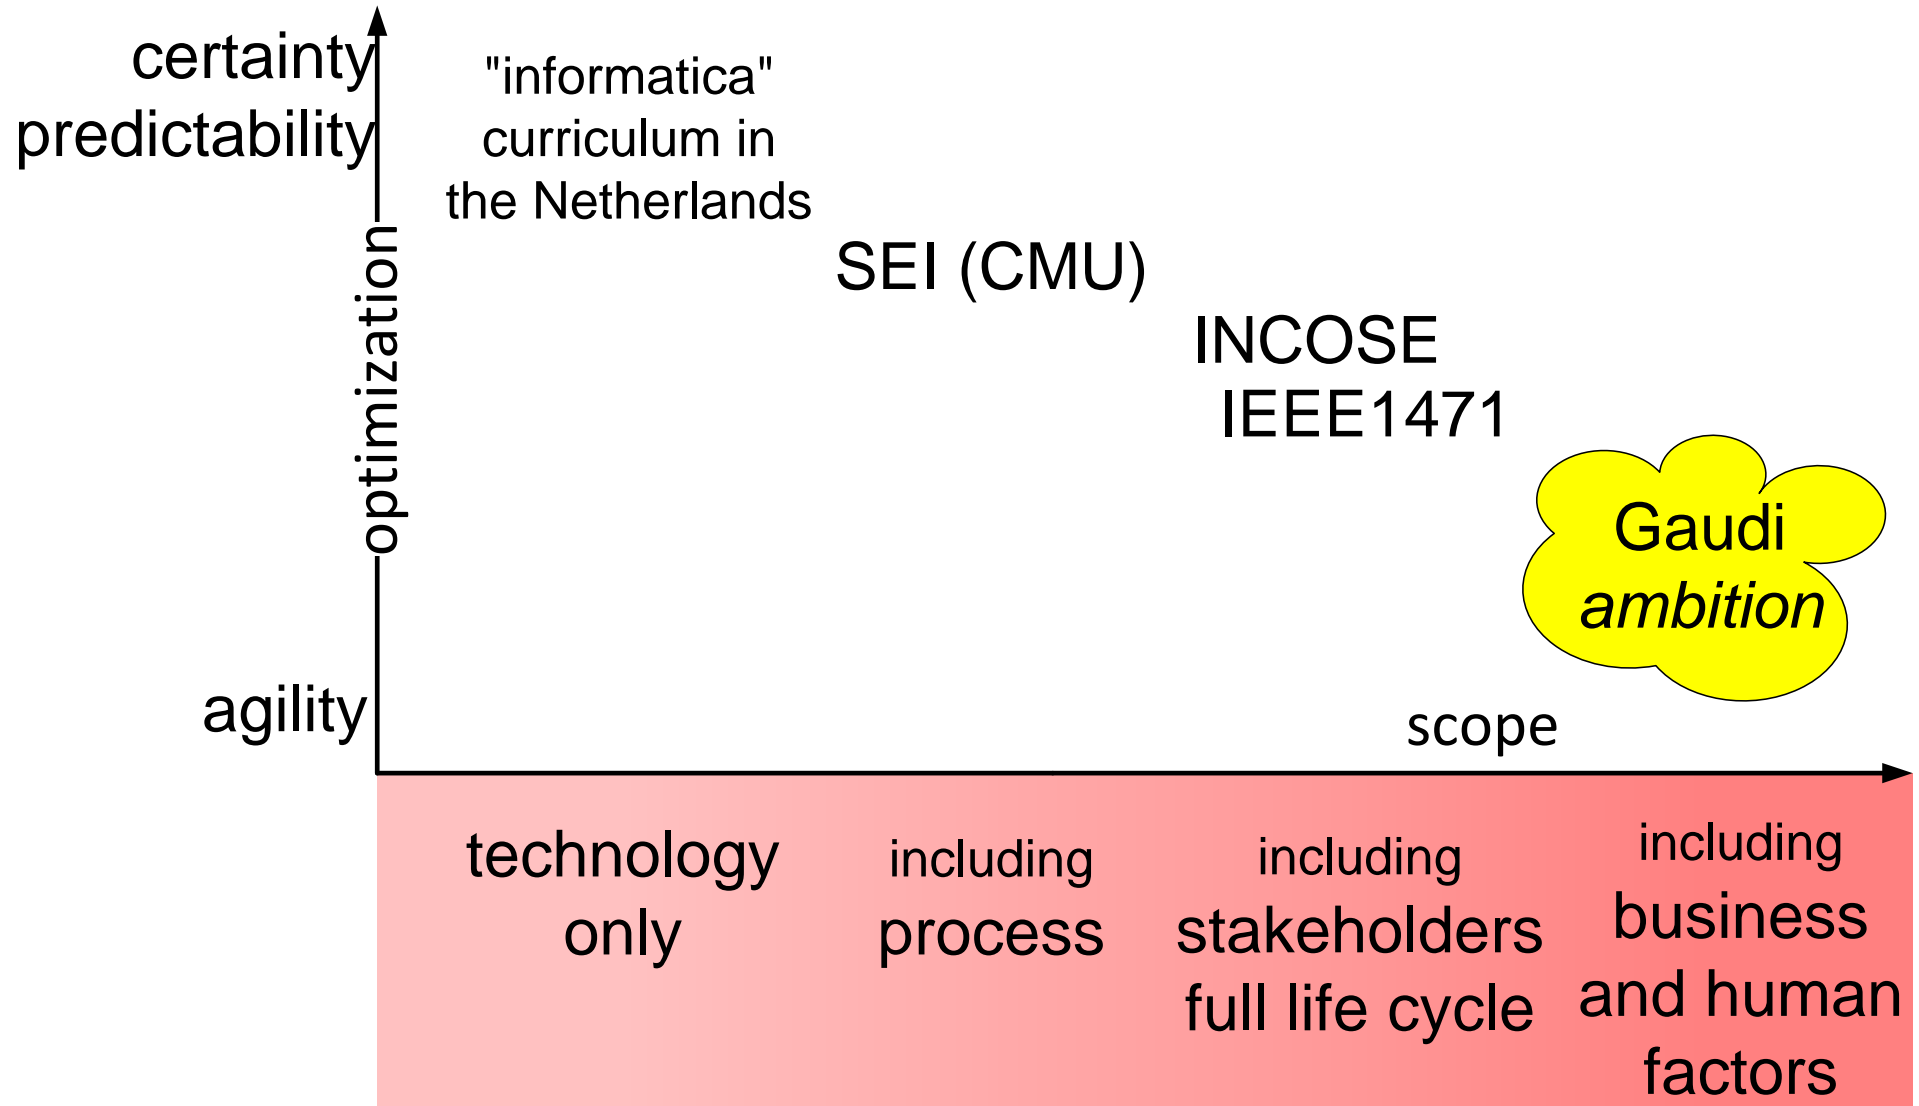 certainty
predictability
"informatica"
curriculum in
the Netherlands
optimization
SEI (CMU)
INCOSE
IEEE1471
Gaudi
ambition
agility
scope
technology
only
including
process
including
stakeholders
full life cycle
including
business
and human
factors